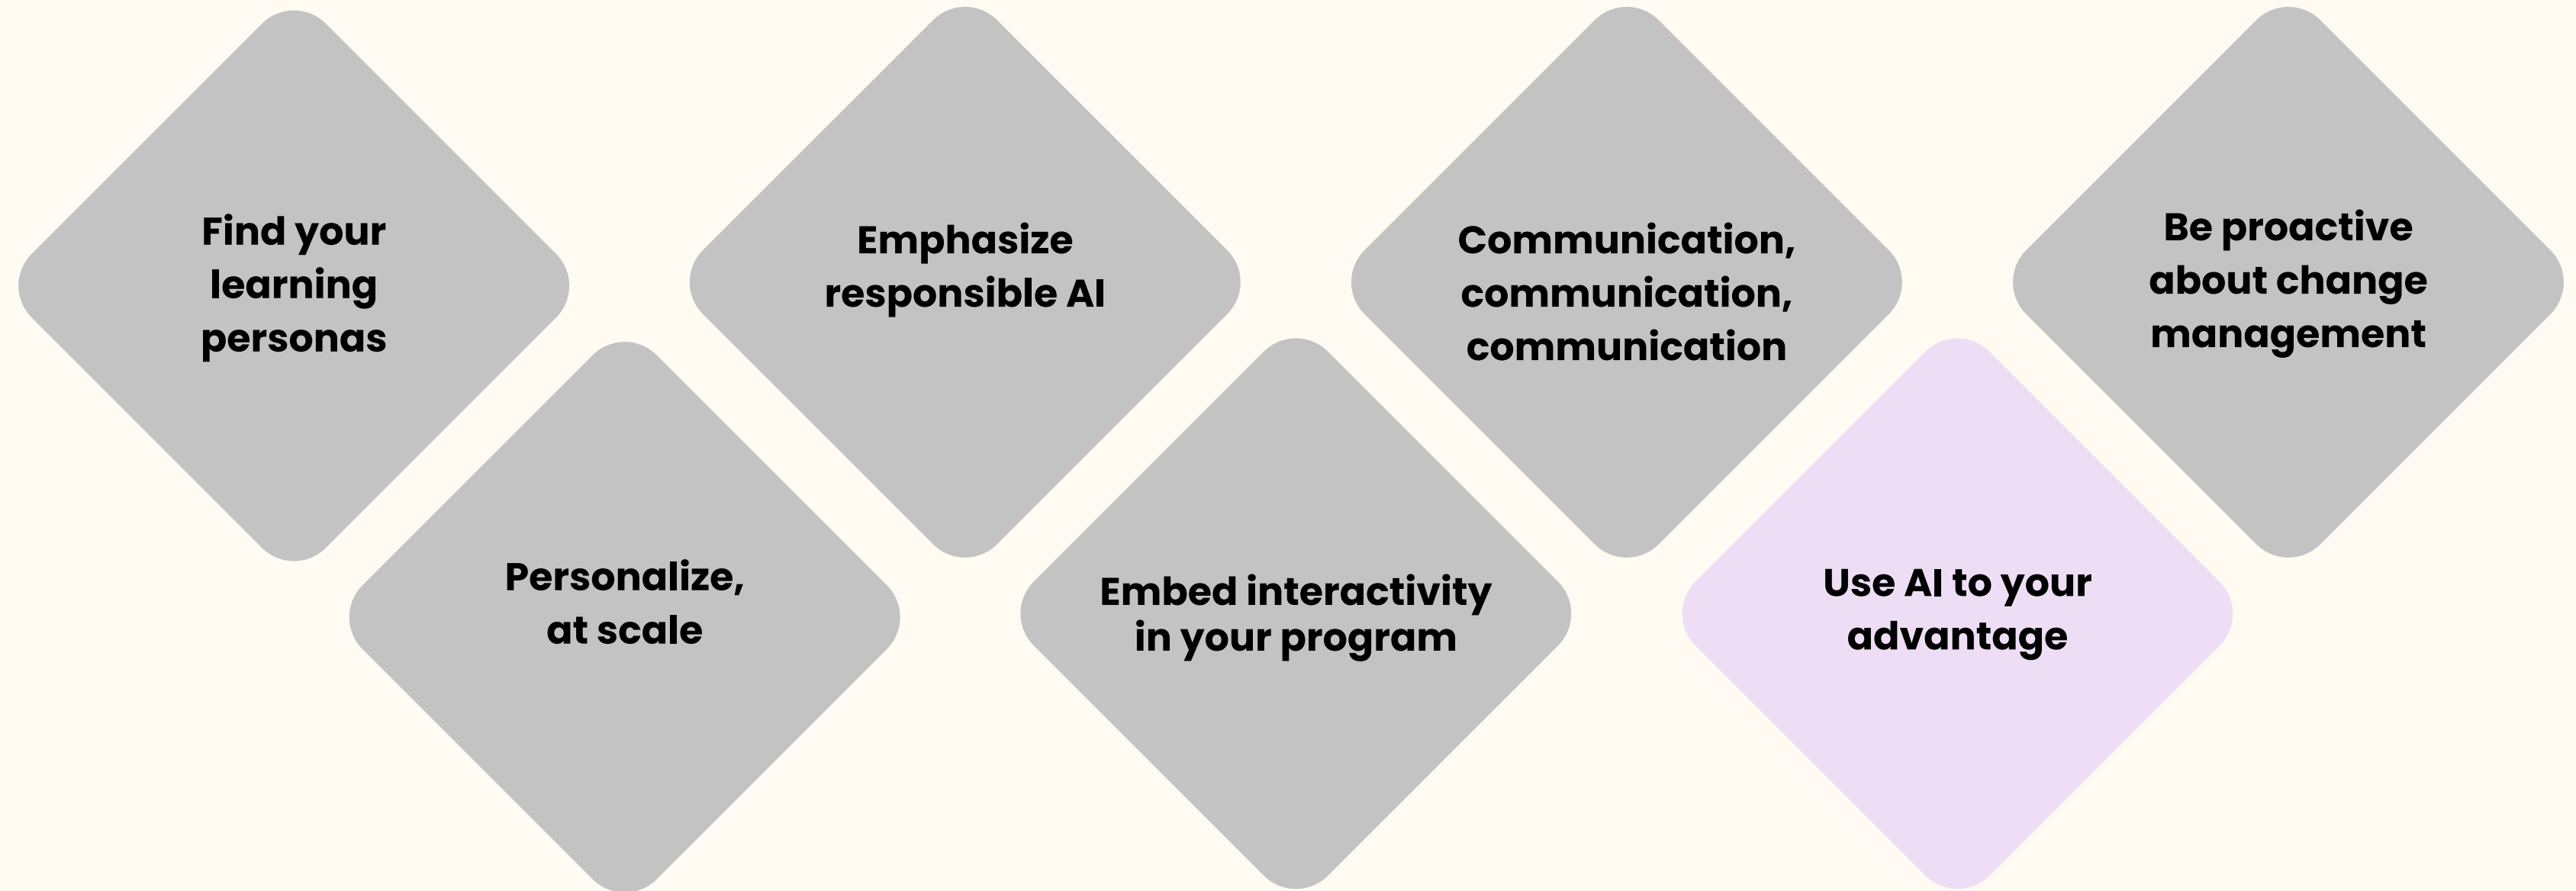 Find your
learning
personas
Personalize,
at scale
Emphasize
responsible AI
Embed interactivity
in your program
Communication,
communication,
communication
Use AI to your
advantage
Be proactive
about change
management